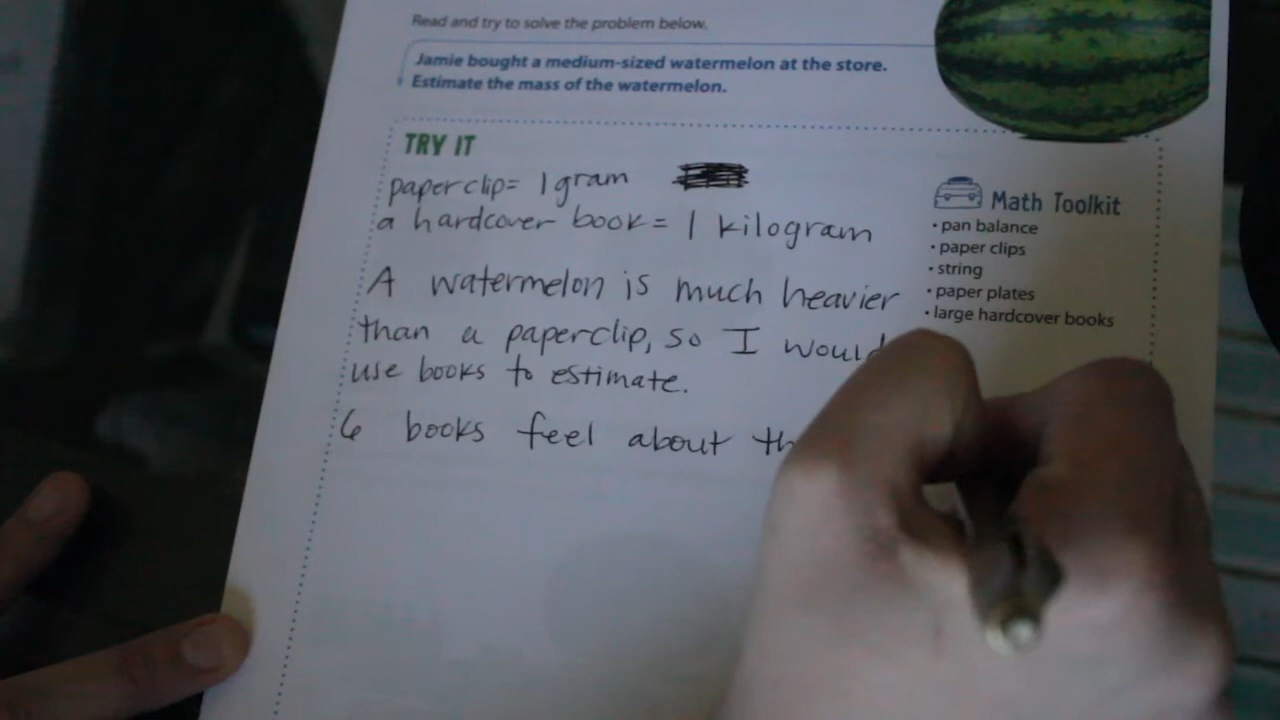 Read and try to solve the problem below.
Jamie bought a medium-sized watermelon at the store.
Estimate the mass of the watermelon.
TRY IT
paperclip= 1 gram
a hardcover book = 1 kilogram
A watermelon is much heavier
than a paperclip, so I would
use books to estimate.
6 books feel about th
Math Toolkit
• pan balance
• paper clips
• string
• paper plates
• large hardcover books